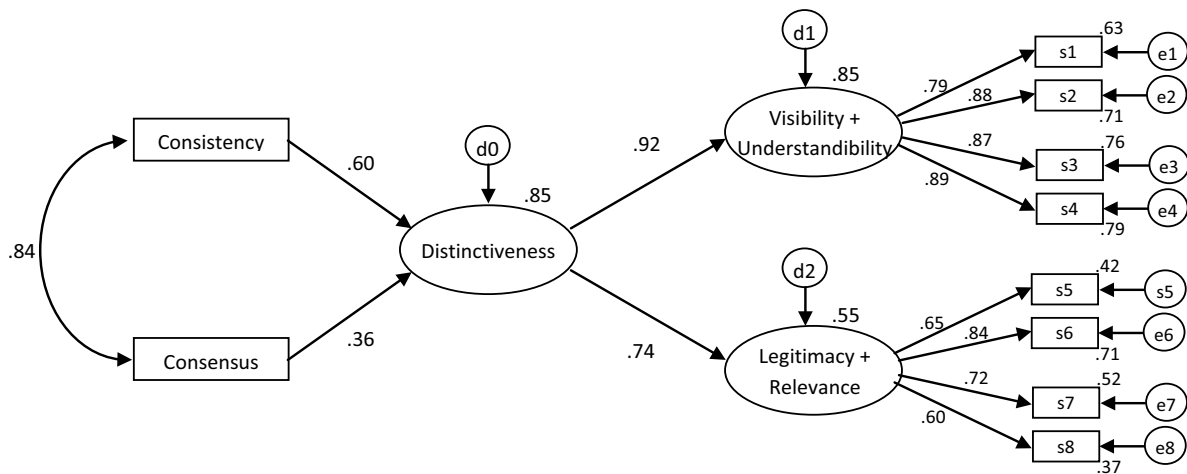 d1
.63
s1
e1
.85
.79
s2
e2
.88
.71
Visibility +
Understandibility
Consistency
d0
.92
.87
.76
s3
e3
.60
.89
s4
e4
.79
.85
Distinctiveness
.84
d2
.42
s5
s5
.55
.65
s6
e6
.84
.71
Consensus
.36
.74
Legitimacy +
Relevance
.72
.52
s7
e7
.60
s8
e8
.37